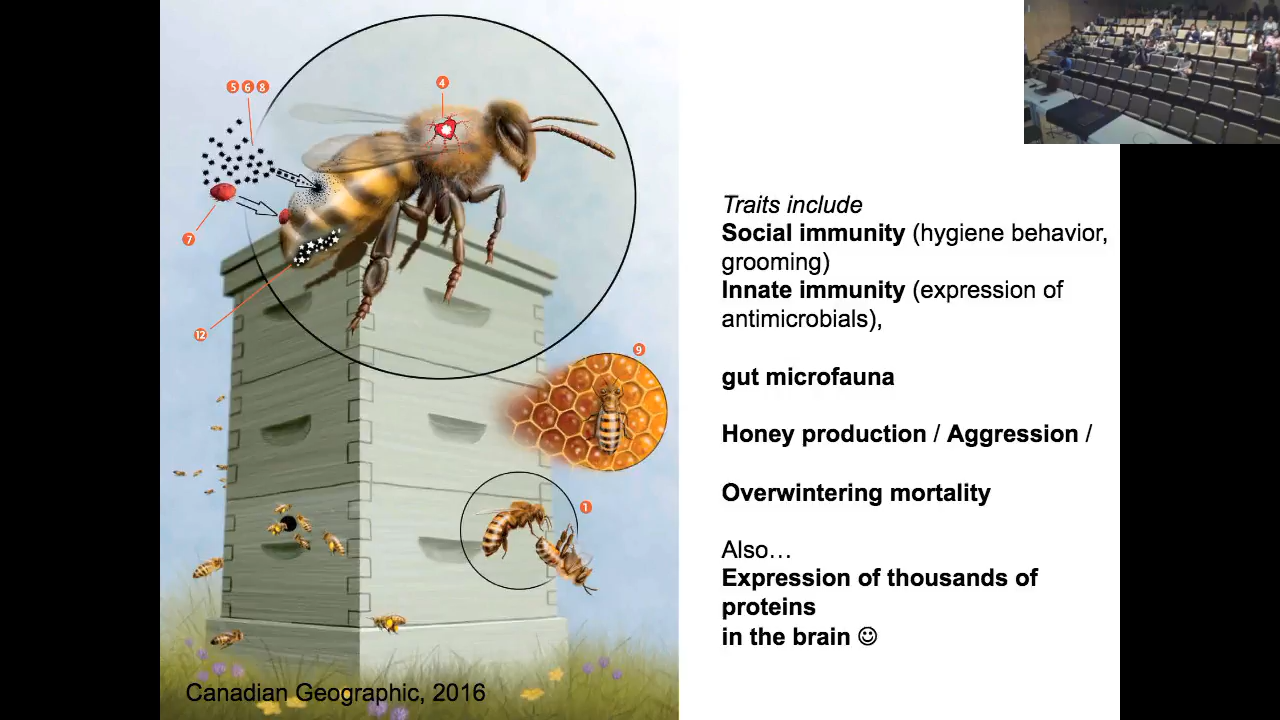 5 6 8
4
7
12
9
1
Canadian Geographic, 2016
Traits include
Social immunity (hygiene behavior,
grooming)
Innate immunity (expression of
antimicrobials),
gut microfauna
Honey production / Aggression /
Overwintering mortality
Also…
Expression of thousands of
proteins
in the brain ☺